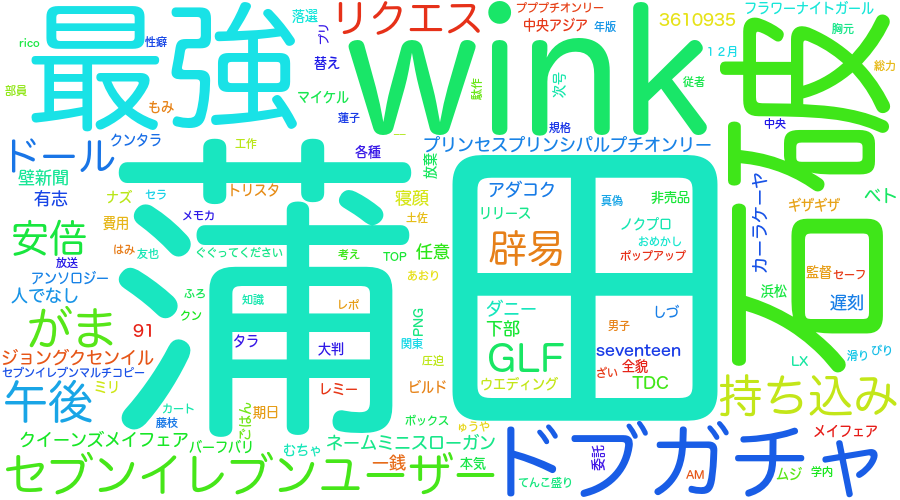 リクエス
プププチオンリー
フラワーナイトガール
落選
中央アジア
年版
3610935
胸元
プリ
最強
wink
rico
性癖
替え
駄作
次号
従者
総力
石破
部員
もみ
マイケル
蓮子
規格
中央
クンタラ
工作
一
プリンセスプリンシパルプチオンリー
ドール
各種
放棄
壁新聞
有志
ナズ
セラ
トリスタ
寝顔
アダコク
真偽
非売品
カーラケーヤ
ベト
メモカ
費用
土佐
リリース
ノクプロ
ギザギザ
蒲田
安倍
はみ
友也
ぐぐってください
考え
TOP
任意
辟易
おめかし
ポップアップ
放送
アンソロジー
あおり
監督
セーフ
人でなし
ふろ
知識
レポ
浜松
遅刻
がま
91
クン
PNG
ダニー
下部
しづ
男子
タラ
大判
関東
GLF
seventeen
滑り
びり
ジョングクセンイル
圧迫
全貌
ざい
LX
セブンイレブンマルチコピー
ミリ
レミー
ビルド
ウエディング
TDC
持ち込み
午後
カート
藤枝
ごはん
期日
ボックス
ゅうや
メイフェア
クイーンズメイフェア
バーフバリ
むちゃ
ネームミニスローガン
ドブガチャ
セブンイレブンユーザー
一銭
本気
委託
てんこ盛り
AM
ムジ
学内